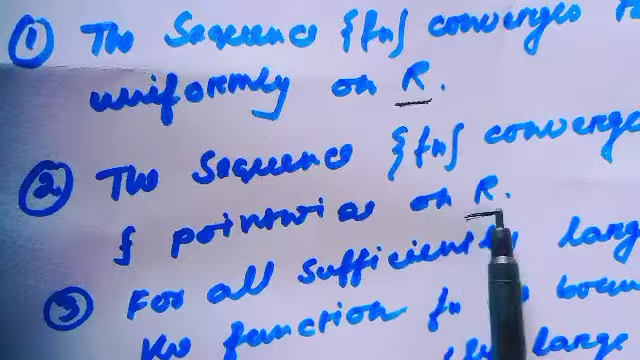 ① The Sequence {fn} converges
uniformly on R.
② The Sequence {fn} converge
f pointwise on R.
③ For all sufficiently larg
the function fn
large